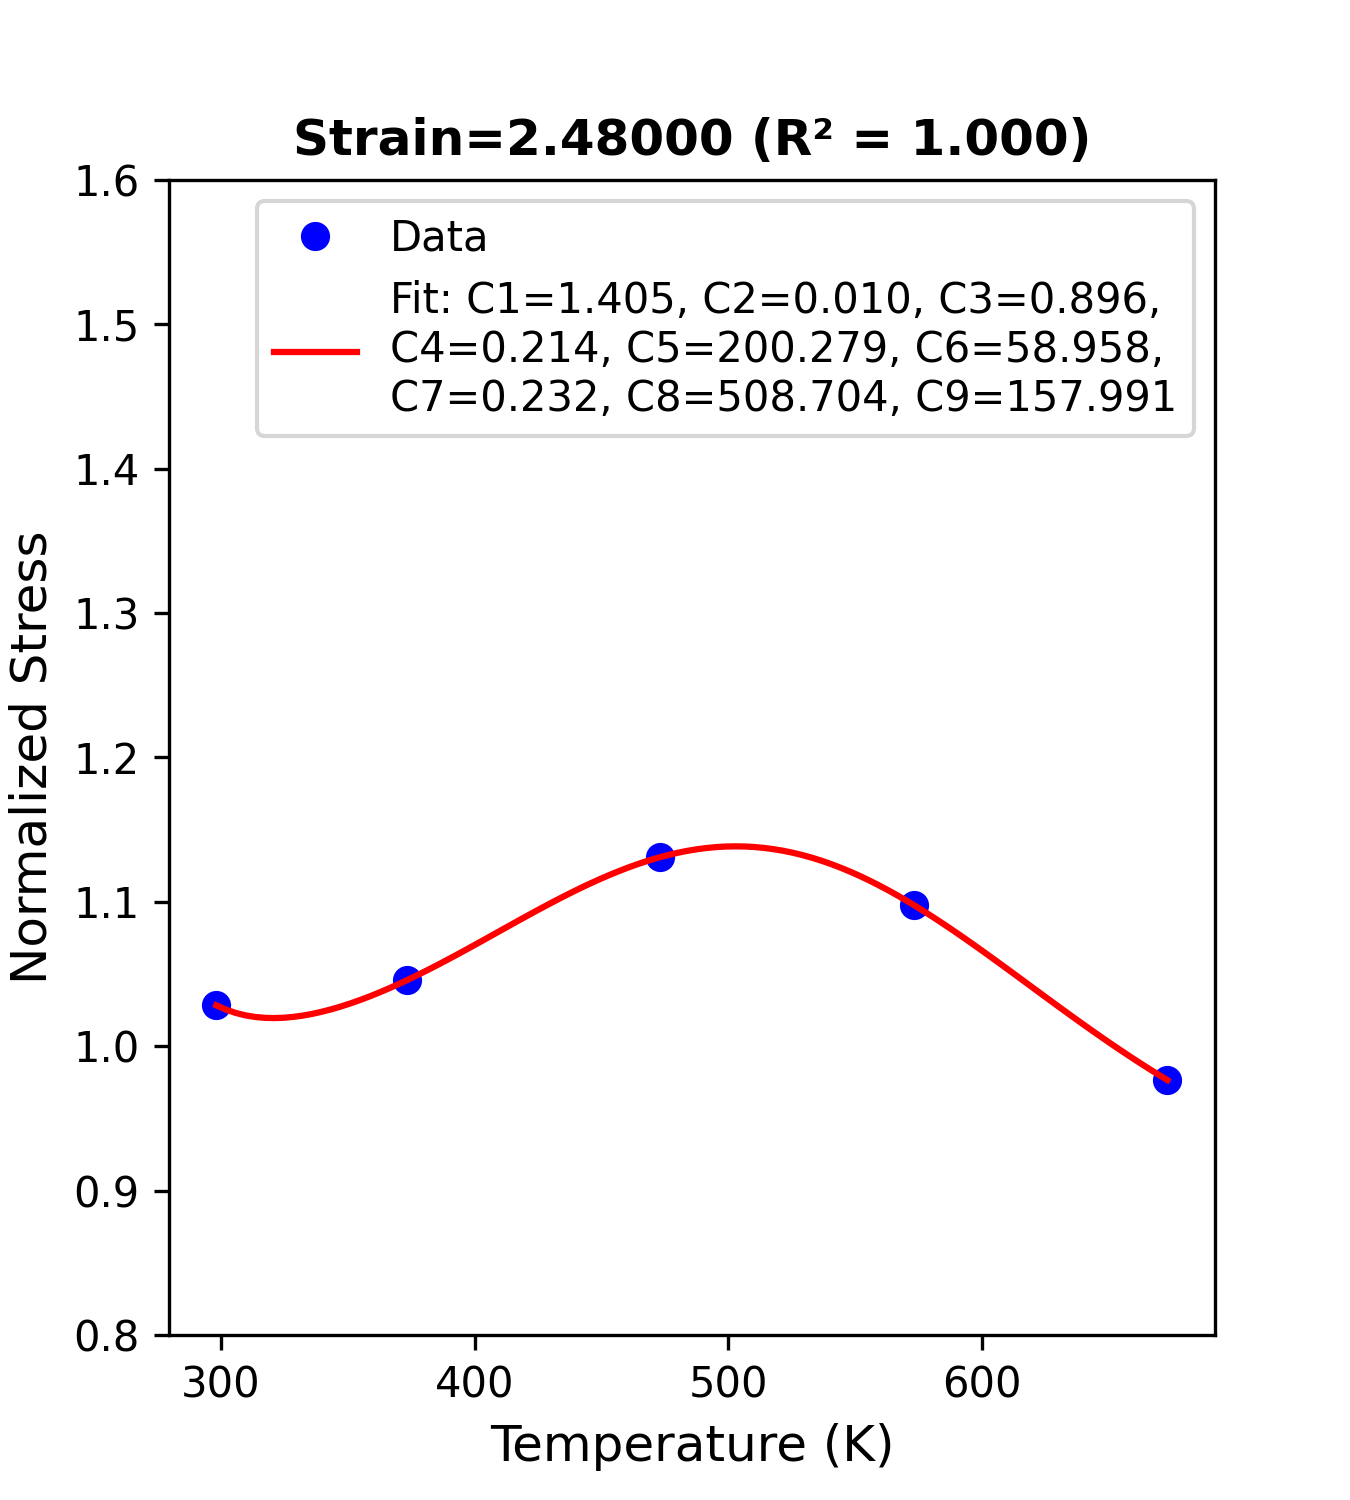 Strain=2.48000 (R² = 1.000)
1.6
1.5
1.4
1.3
1.2
1.1
1.0
0.9
0.8
Normalized Stress
Data
Fit: C1=1.405, C2=0.010, C3=0.896,
C4=0.214, C5=200.279, C6=58.958,
C7=0.232, C8=508.704, C9=157.991
300 400 500 600
Temperature (K)